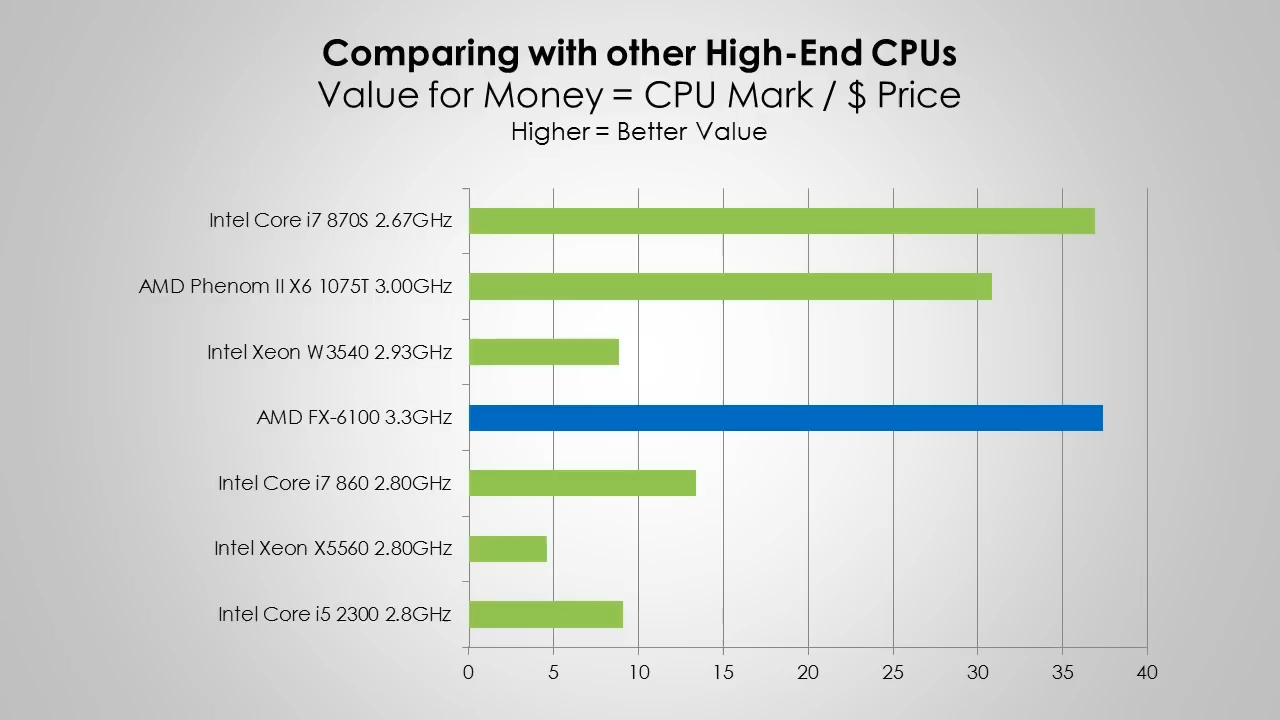 Comparing with other High-End CPUs
Value for Money = CPU Mark / $ Price
Higher = Better Value
Intel Core i7 870S 2.67GHz
AMD Phenom II X6 1075T 3.00GHz
Intel Xeon W3540 2.93GHz
AMD FX-6100 3.3GHz
Intel Core i7 860 2.80GHz
Intel Xeon X5560 2.80GHz
Intel Core i5 2300 2.8GHz
0 5 10 15 20 25 30 35 40